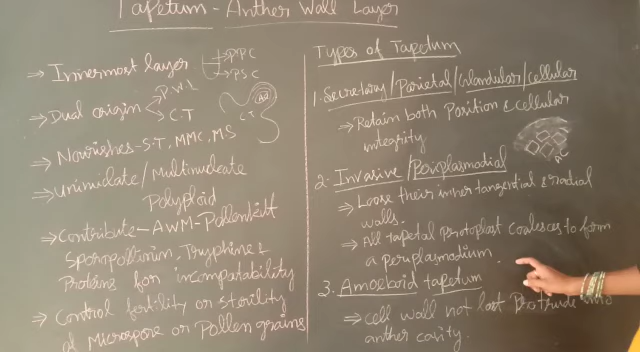 Tapetum - Anther Wall Layer
⇒ Innermost layer PPC
PSC
⇒ Dual origin P.W.L
C.T
C.T
⇒ Nourishes - S.T, MMC, MS
⇒ Uninucleate/Multinucleate
Polyploid
⇒ Contribute - AWM - Pollenkitt
Sporopollinin, Tryphine &
Proteins for incompatability
⇒ Control fertility or sterility
of Microspore or Pollen grains
Types of Tapetum
1. Secretary/Parietal/Glandular/cellular
⇒ Retain both Position & cellular
integrity
2. Invasive/Periplasmodial
⇒ Loose their inner tangential & radial
walls.
⇒ All tapetal protoplast coalesces to form
a periplasmodium.
3. Amoeboid tapetum
⇒ cell wall not lost Protrude into
anther cavity.